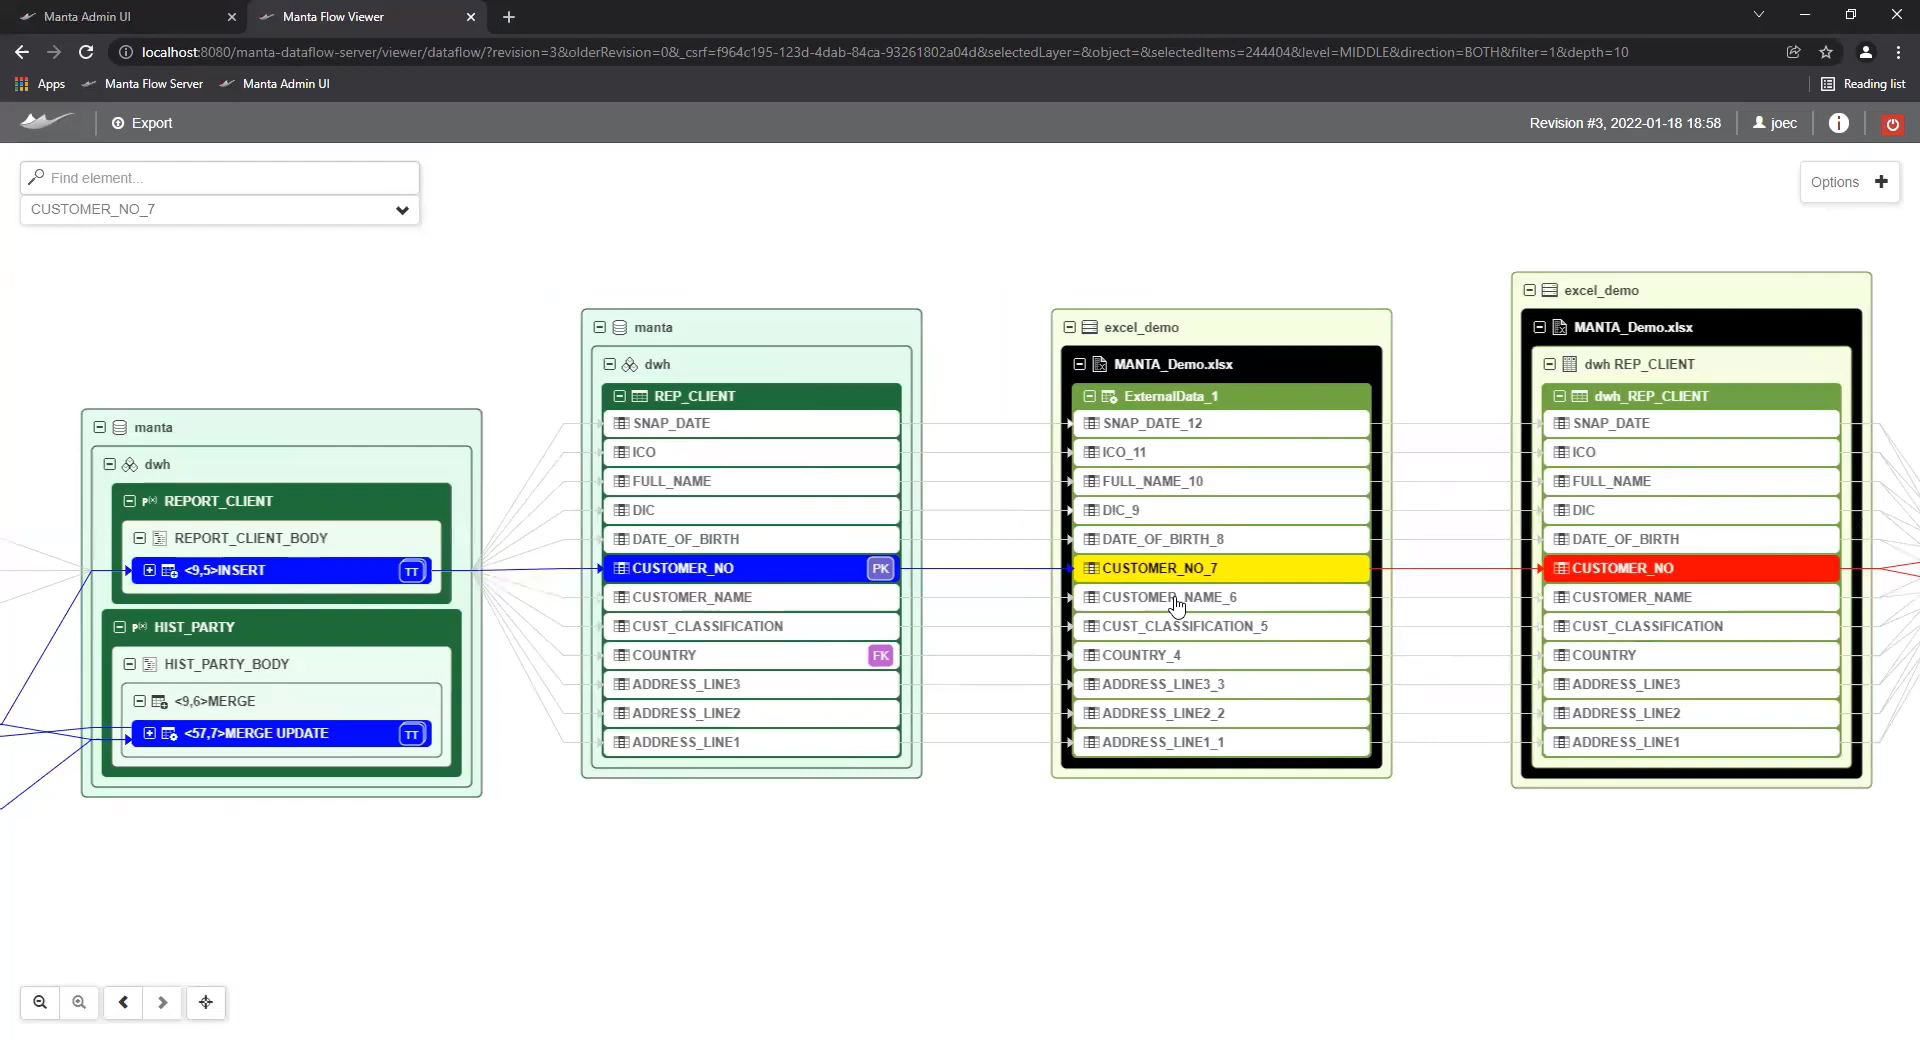 Manta Admin UI
Manta Flow Viewer
localhost:8080/manta-dataflow-server/viewer/dataflow/?revision=3&olderRevision=0&_csrf=f964c195-123d-4dab-84ca-93261802a04d&selectedLayer=&object=&selectedItems=244404&level=MIDDLE&direction=BOTH&filter=1&depth=10
Apps
Manta Flow Server
Manta Admin UI
Reading list
Export
Revision #3, 2022-01-18 18:58
joec
Find element...
CUSTOMER_NO_7
Options
manta
dwh
REPORT_CLIENT
REPORT_CLIENT_BODY
<9,5>INSERT TT
HIST_PARTY
HIST_PARTY_BODY
<9,6>MERGE
<57,7>MERGE UPDATE TT
manta
dwh
REP_CLIENT
SNAP_DATE
ICO
FULL_NAME
DIC
DATE_OF_BIRTH
CUSTOMER_NO PK
CUSTOMER_NAME
CUST_CLASSIFICATION
COUNTRY FK
ADDRESS_LINE3
ADDRESS_LINE2
ADDRESS_LINE1
excel_demo
MANTA_Demo.xlsx
ExternalData_1
SNAP_DATE_12
ICO_11
FULL_NAME_10
DIC_9
DATE_OF_BIRTH_8
CUSTOMER_NO_7
CUSTOMER_NAME_6
CUST_CLASSIFICATION_5
COUNTRY_4
ADDRESS_LINE3_3
ADDRESS_LINE2_2
ADDRESS_LINE1_1
excel_demo
MANTA_Demo.xlsx
dwh REP_CLIENT
dwh_REP_CLIENT
SNAP_DATE
ICO
FULL_NAME
DIC
DATE_OF_BIRTH
CUSTOMER_NO
CUSTOMER_NAME
CUST_CLASSIFICATION
COUNTRY
ADDRESS_LINE3
ADDRESS_LINE2
ADDRESS_LINE1